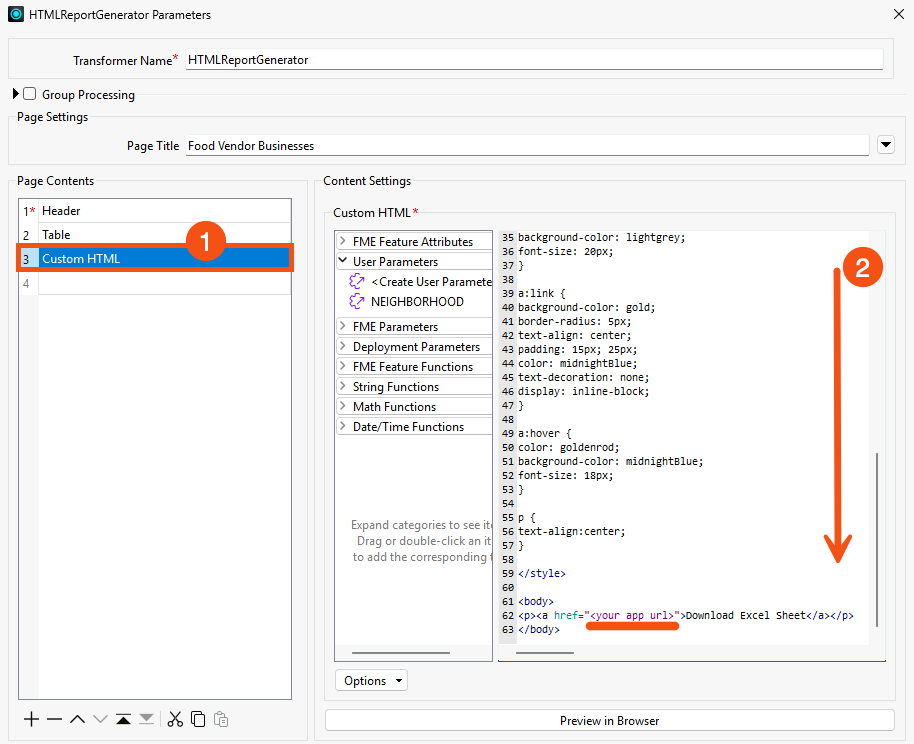 HTMLReportGenerator Parameters
Transformer Name* HTMLReportGenerator
Group Processing
Page Settings
Page Title Food Vendor Businesses
Page Contents
1* Header
2 Table
3 Custom HTML
4
1
Content Settings
Custom HTML*
FME Feature Attributes
User Parameters
<Create User Paramete
NEIGHBORHOOD
FME Parameters
Deployment Parameters
FME Feature Functions
String Functions
Math Functions
Date/Time Functions
Expand categories to see ite
Drag or double-click an it
to add the corresponding t
35 background-color: lightgrey;
36 font-size: 20px;
37 }
38
39 a:link {
40 background-color: gold;
41 border-radius: 5px;
42 text-align: center;
43 padding: 15px; 25px;
44 color: midnightBlue;
45 text-decoration: none;
46 display: inline-block;
47 }
48
49 a:hover {
50 color: goldenrod;
51 background-color: midnightBlue;
52 font-size: 18px;
53 }
54
55 p {
56 text-align:center;
57 }
58
59 </style>
60
61 <body>
62 <p><a href="<your app url>">Download Excel Sheet</a></p>
63 </body>
2
Options
Preview in Browser